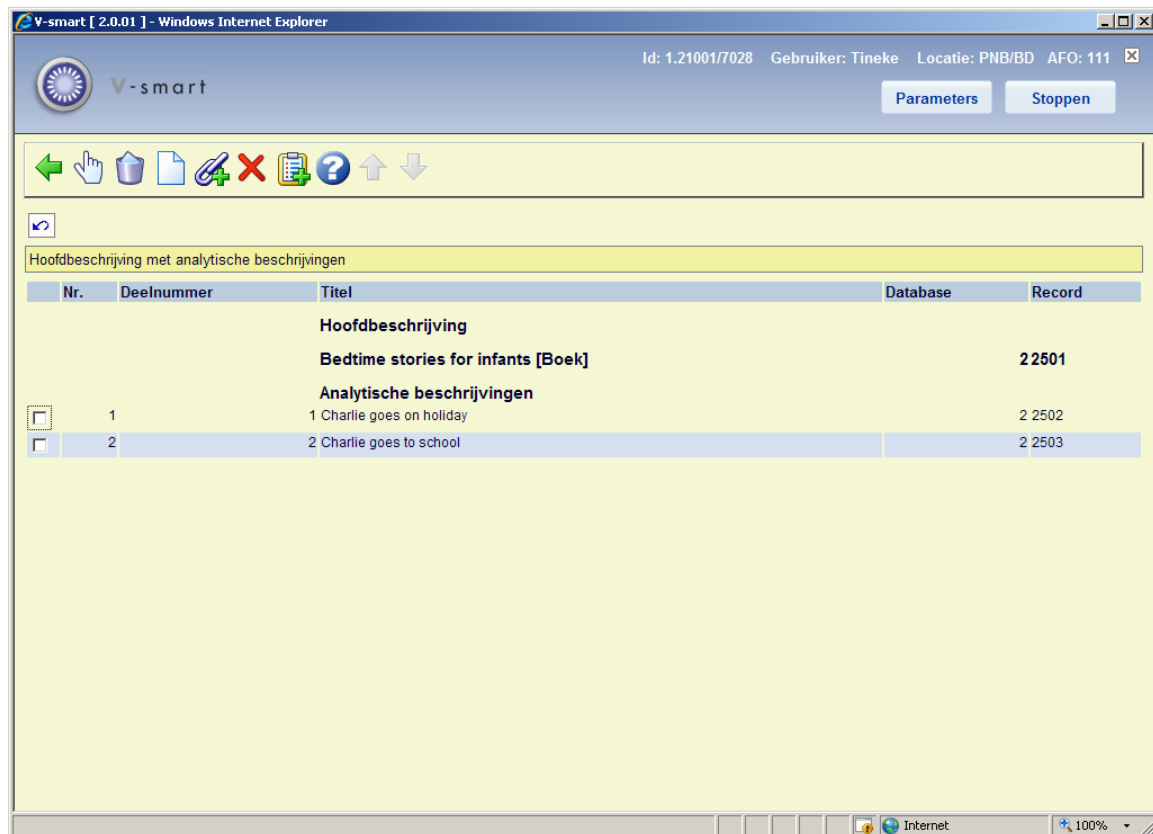 V-smart [ 2.0.01 ] - Windows Internet Explorer
Id: 1.21001/7028 Gebruiker: Tineke Locatie: PNB/BD AFO: 111
V-smart
Parameters Stoppen
Hoofdbeschrijving met analytische beschrijvingen
Nr. Deelnummer Titel Database Record
Hoofdbeschrijving
Bedtime stories for infants [Boek] 2 2501
Analytische beschrijvingen
1 1 Charlie goes on holiday 2 2502
2 2 Charlie goes to school 2 2503
Internet 100%